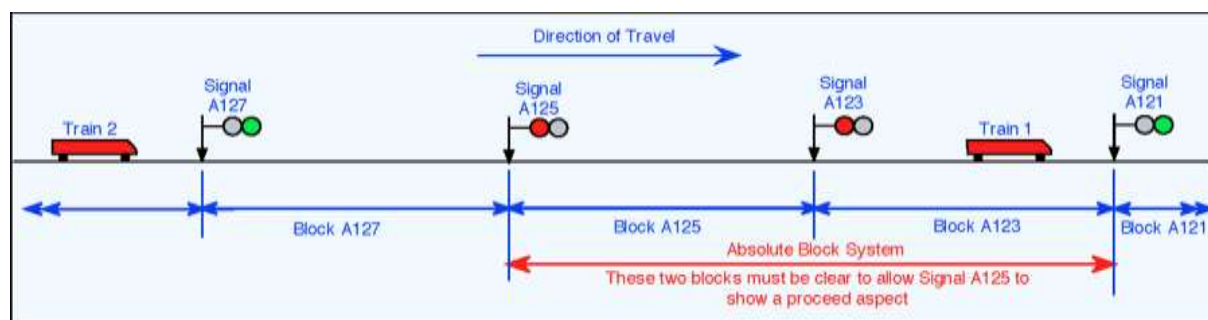 Direction of Travel
Signal
A127
Signal
A125
Signal
A123
Signal
A121
Train 2
Train 1
Block A127
Block A125
Block A123
Block A121
Absolute Block System
These two blocks must be clear to allow Signal A125 to
show a proceed aspect